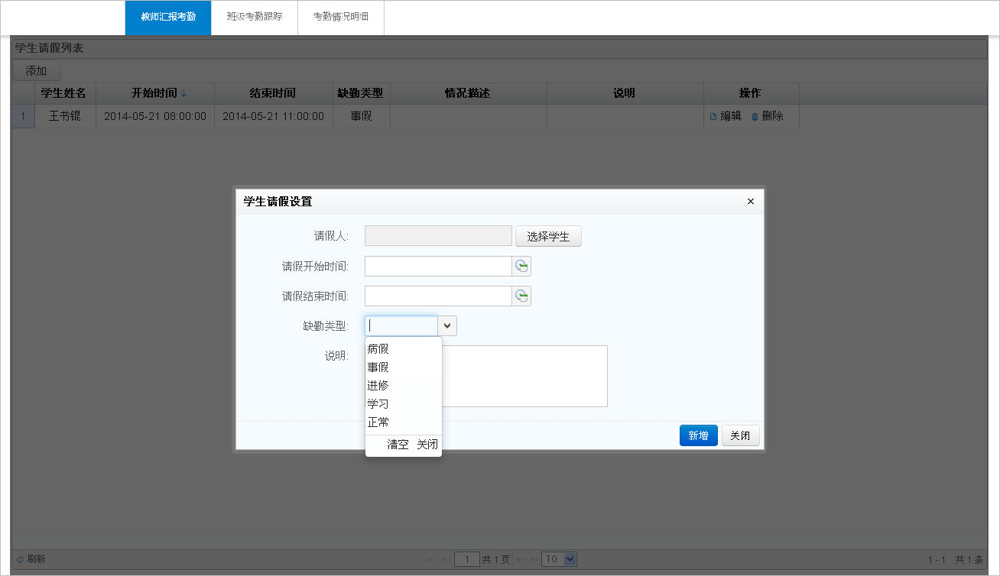 教师汇报考勤 班级考勤跟踪 考勤情况明细
学生请假列表
添加
学生姓名 开始时间 结束时间 缺勤类型 情况描述 说明 操作
1 王书锟 2014-05-21 08:00:00 2014-05-21 11:00:00 事假 编辑 删除
学生请假设置 ×
请假人: 选择学生
请假开始时间:
请假结束时间:
缺勤类型:
说明:
病假
事假
进修
学习
正常
清空 关闭
新增 关闭
刷新 1 共 1 页 10 1 - 1 共 1 条